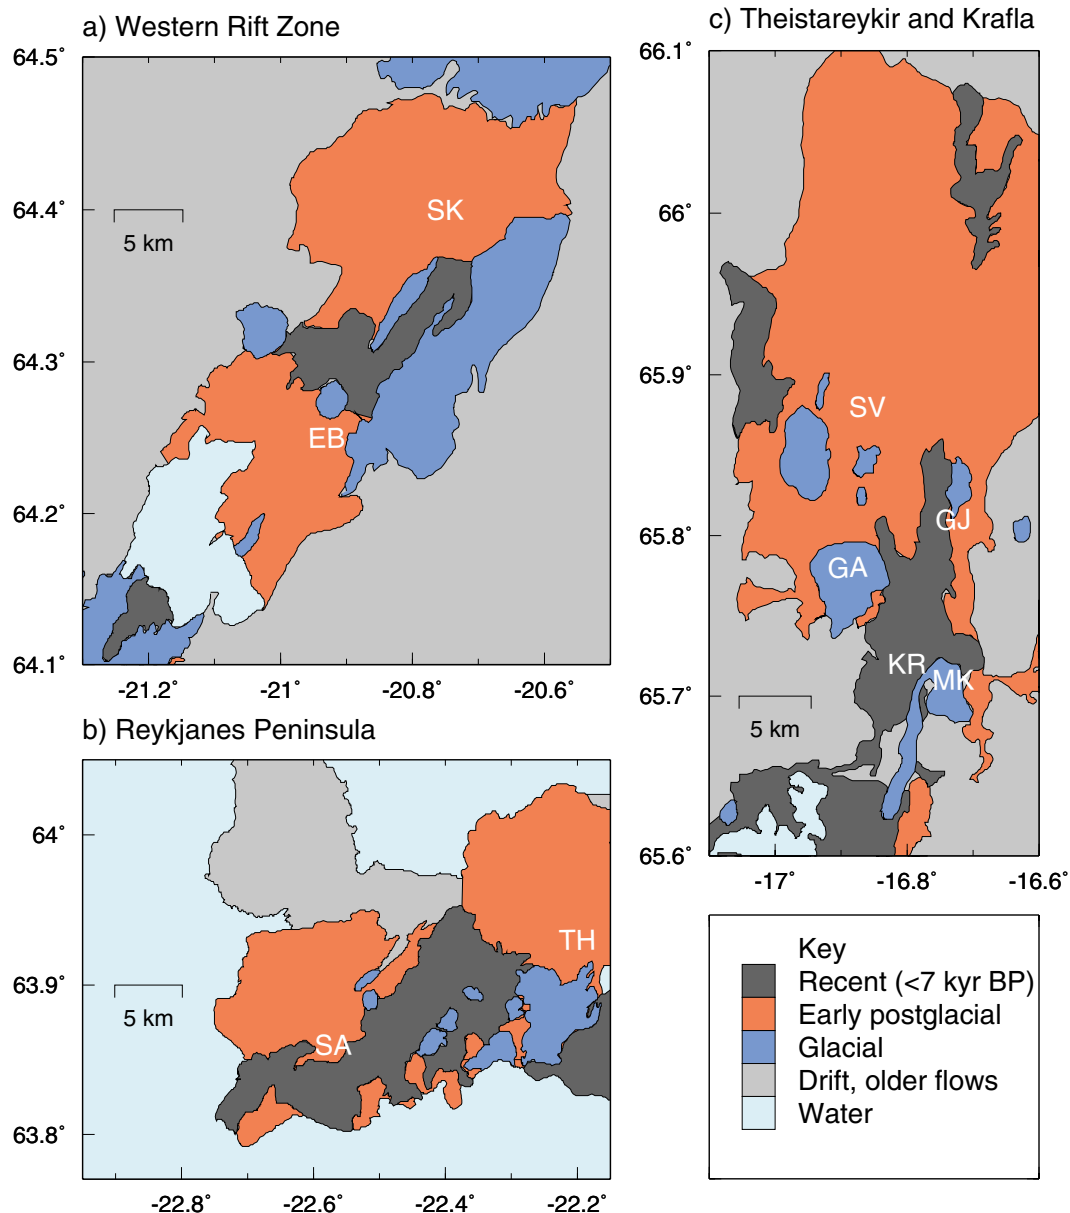 a) Western Rift Zone
64.5˚
64.4˚
64.3˚
64.2˚
64.1˚
SK
5 km
EB
-21.2
-21
-20.8
-20.6
b) Reykjanes Peninsula
64˚
63.9˚
63.8˚
TH
5 km
SA
-22.8
-22.6
-22.4
-22.2
c) Theistareykir and Krafla
66.1˚
66˚
65.9˚
65.8˚
65.7˚
65.6˚
SV
GJ
GA
KR
MK
5 km
-17˚
-16.8˚
-16.6˚
Key
Recent (<7 kyr BP)
Early postglacial
Glacial
Drift, older flows
Water